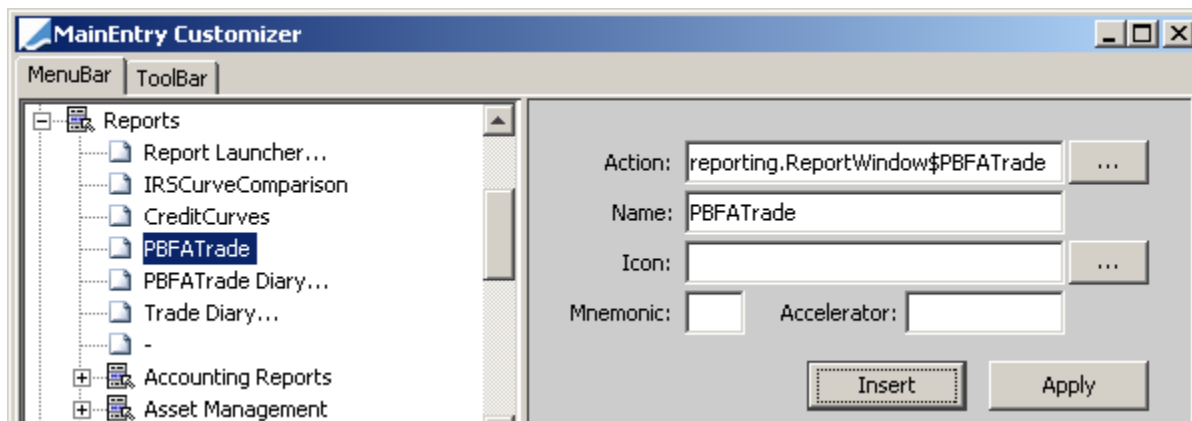 MainEntry Customizer
MenuBar ToolBar
Reports
Report Launcher...
IRSCurveComparison
CreditCurves
PBFATrade
PBFATrade Diary...
Trade Diary...
-
Accounting Reports
Asset Management
Action: reporting.ReportWindow$PBFATrade ...
Name: PBFATrade
Icon: ...
Mnemonic: Accelerator:
Insert Apply